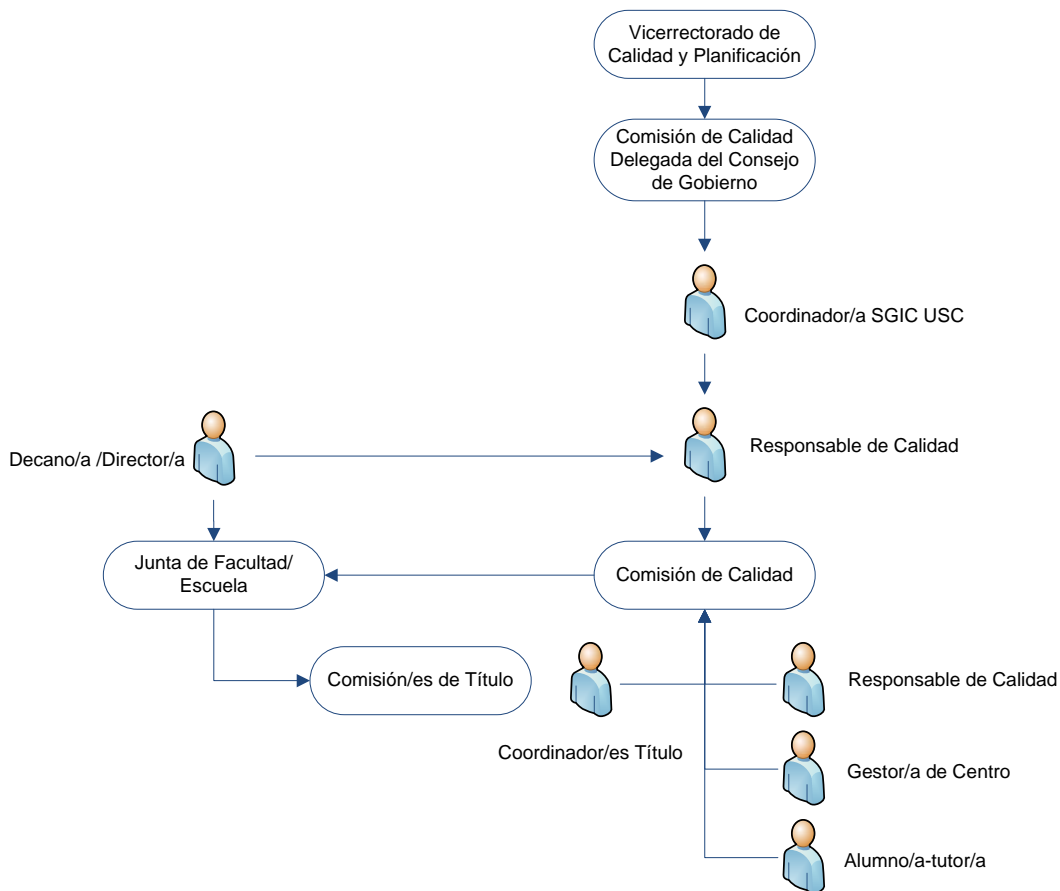 Vicerrectorado de
Calidad y Planificación
Comisión de Calidad
Delegada del Consejo
de Gobierno
Coordinador/a SGIC USC
Decano/a /Director/a
Responsable de Calidad
Junta de Facultad/
Escuela
Comisión de Calidad
Comisión/es de Título
Coordinador/es Título
Responsable de Calidad
Gestor/a de Centro
Alumno/a-tutor/a